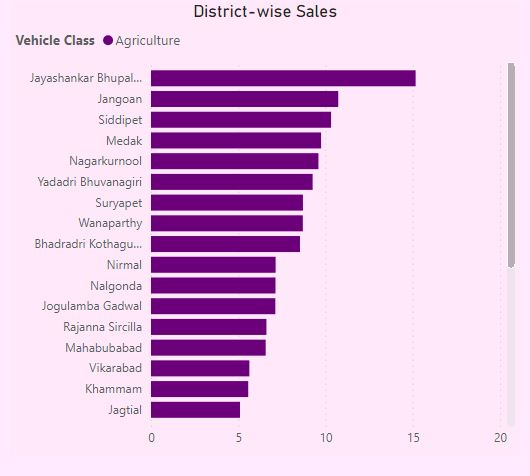 District-wise Sales
Vehicle Class Agriculture
Jayashankar Bhupal...
Jangoan
Siddipet
Medak
Nagarkurnool
Yadadri Bhuvanagiri
Suryapet
Wanaparthy
Bhadradri Kothagu...
Nirmal
Nalgonda
Jogulamba Gadwal
Rajanna Sircilla
Mahabubabad
Vikarabad
Khammam
Jagtial
0 5 10 15 20